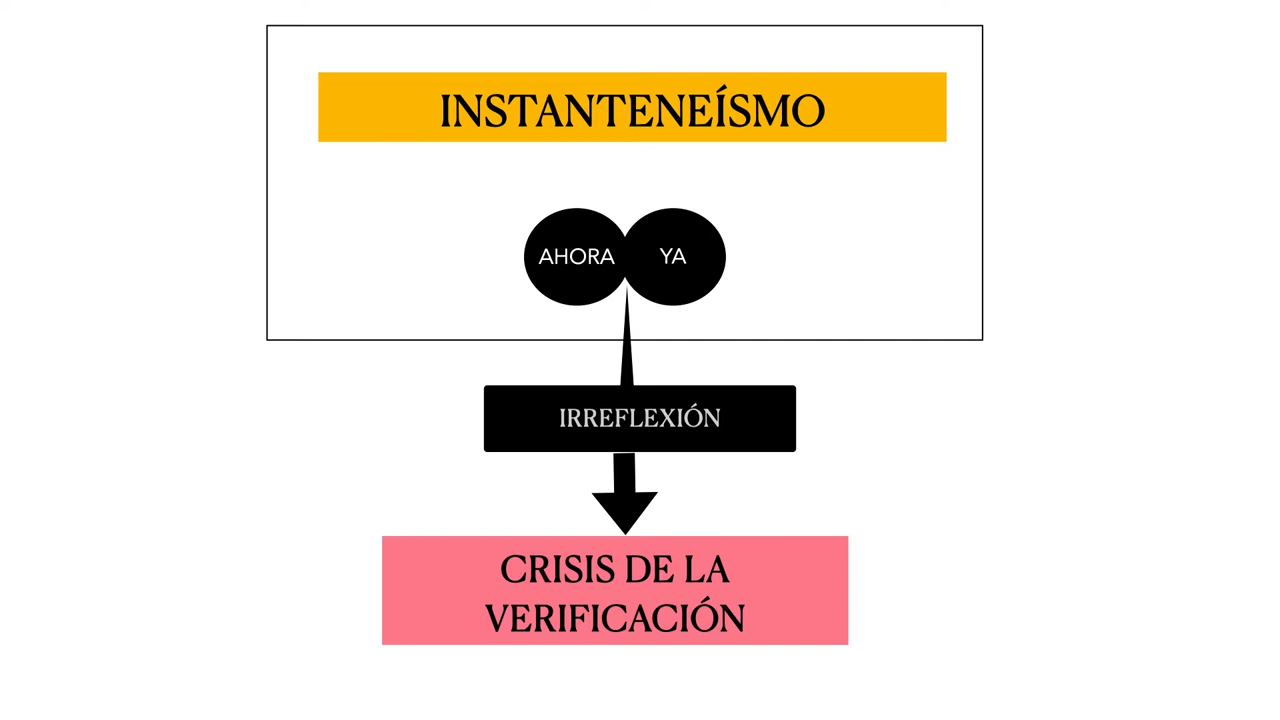 INSTANTENEÍSMO
AHORA
YA
IRREFLEXIÓN
CRISIS DE LA
VERIFICACIÓN